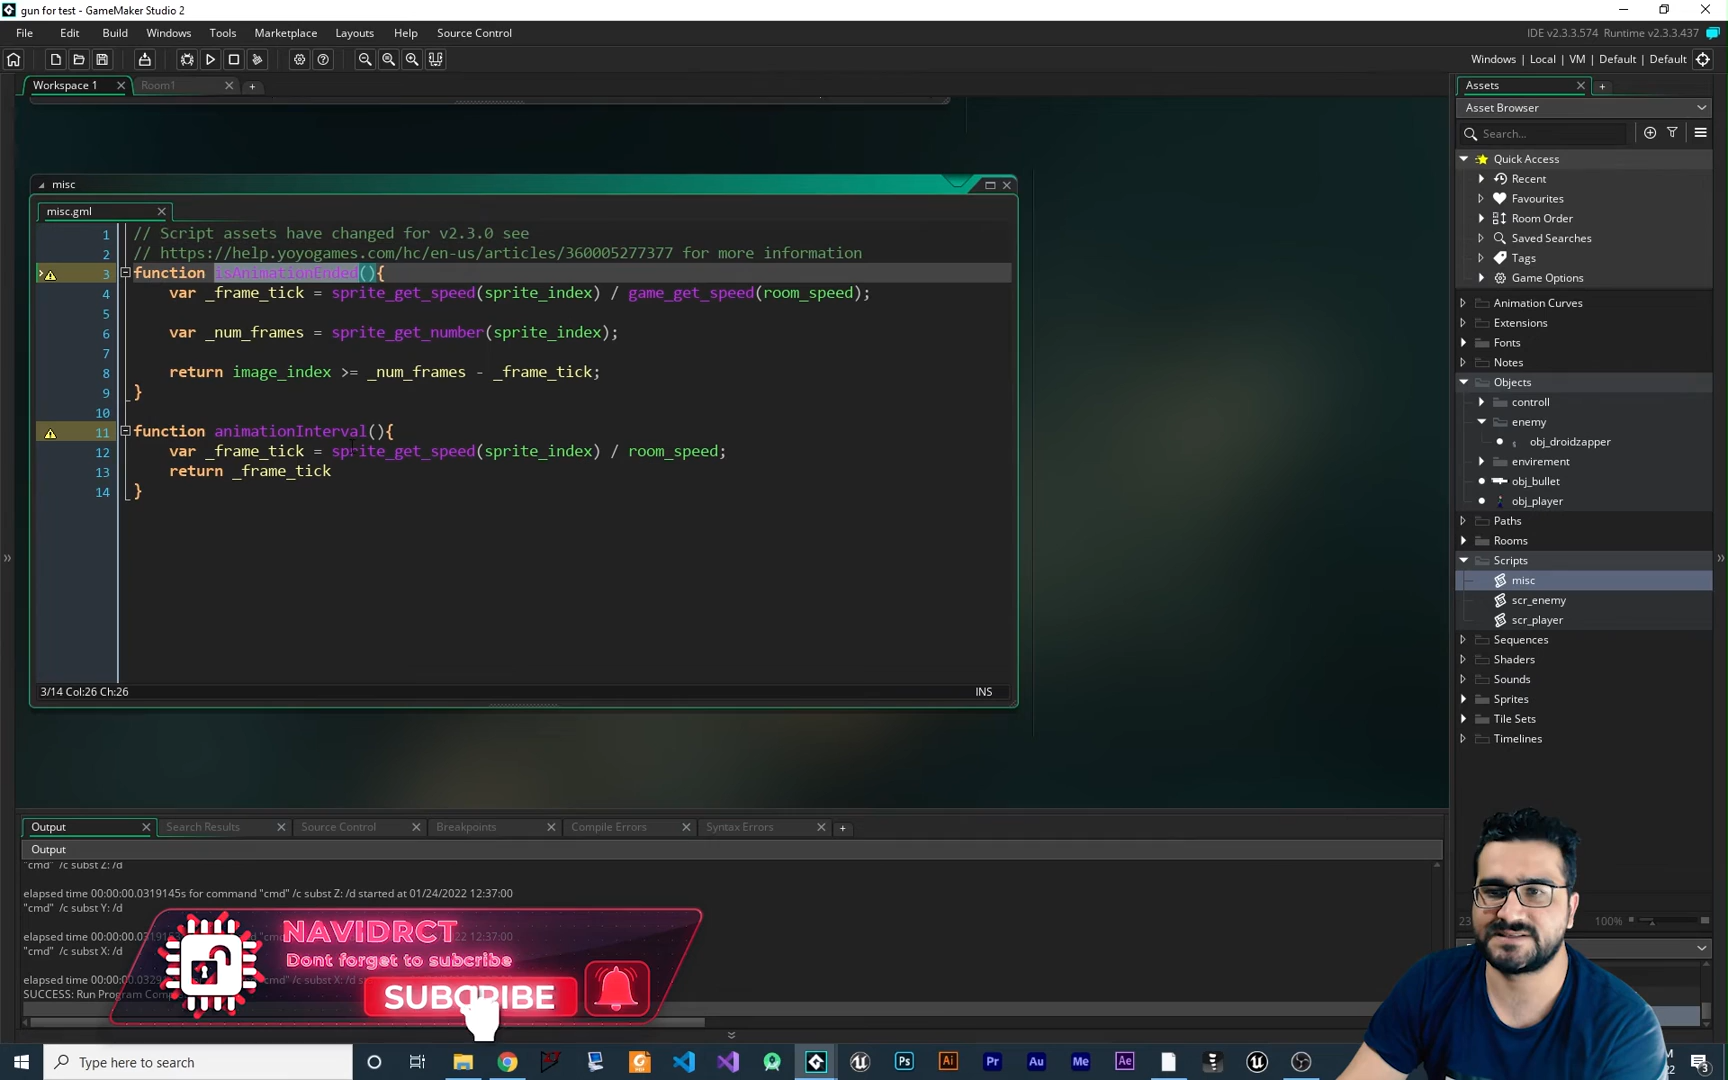 gun for test - GameMaker Studio 2
File Edit Build Windows Tools Marketplace Layouts Help Source Control
IDE v2.3.3.574 Runtime v2.3.3.437
Windows | Local | VM | Default | Default
Workspace 1
Room1
Assets
Asset Browser
Search...
Quick Access
Recent
Favourites
Room Order
Saved Searches
Tags
Game Options
Animation Curves
Extensions
Fonts
Notes
Objects
controll
enemy
obj_droidzapper
envirement
obj_bullet
obj_player
Paths
Rooms
Scripts
misc
scr_enemy
scr_player
Sequences
Shaders
Sounds
Sprites
Tile Sets
Timelines
100%
misc
misc.gml
1 // Script assets have changed for v2.3.0 see
2 // https://help.yoyogames.com/hc/en-us/articles/360005277377 for more information
3 function isAnimationEnded(){
4 var _frame_tick = sprite_get_speed(sprite_index) / game_get_speed(room_speed);
5
6 var _num_frames = sprite_get_number(sprite_index);
7
8 return image_index >= _num_frames - _frame_tick;
9 }
10
11 function animationInterval(){
12 var _frame_tick = sprite_get_speed(sprite_index) / room_speed;
13 return _frame_tick
14 }
3/14 Col:26 Ch:26
INS
Output Search Results Source Control Breakpoints Compile Errors Syntax Errors
Output
"cmd" /c subst Z: /d
elapsed time 00:00:00.0319145s for command "cmd" /c subst Z: /d started at 01/24/2022 12:37:00
"cmd" /c subst Y: /d
"cmd" /c subst X: /d
SUCCESS: Run Program
NAVIDRCT
Dont forget to subcribe
SUBCRIBE
Type here to search